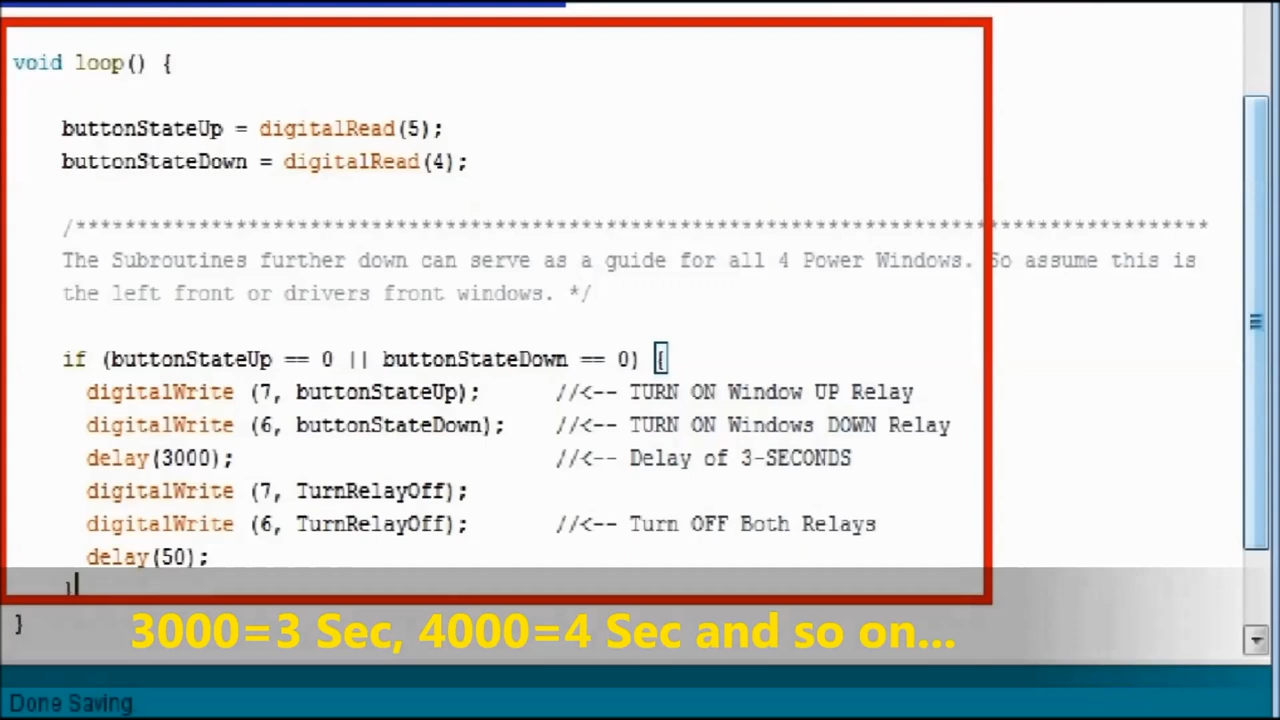 void loop() {
buttonStateUp = digitalRead(5);
buttonStateDown = digitalRead(4);
/*********************************************************************************************
The Subroutines further down can serve as a guide for all 4 Power Windows. So assume this is
the left front or drivers front windows. */
if (buttonStateUp == 0 || buttonStateDown == 0) {
digitalWrite (7, buttonStateUp); //<-- TURN ON Window UP Relay
digitalWrite (6, buttonStateDown); //<-- TURN ON Windows DOWN Relay
delay(3000); //<-- Delay of 3-SECONDS
digitalWrite (7, TurnRelayOff);
digitalWrite (6, TurnRelayOff); //<-- Turn OFF Both Relays
delay(50);
}
}
3000=3 Sec, 4000=4 Sec and so on...
Done Saving